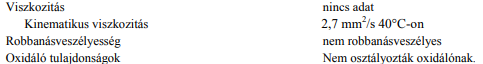 Viszkozitás nincs adat
Kinematikus viszkozitás 2,7 mm²/s 40°C-on
Robbanásveszélyesség nem robbanásveszélyes
Oxidáló tulajdonságok Nem osztályozták oxidálónak.